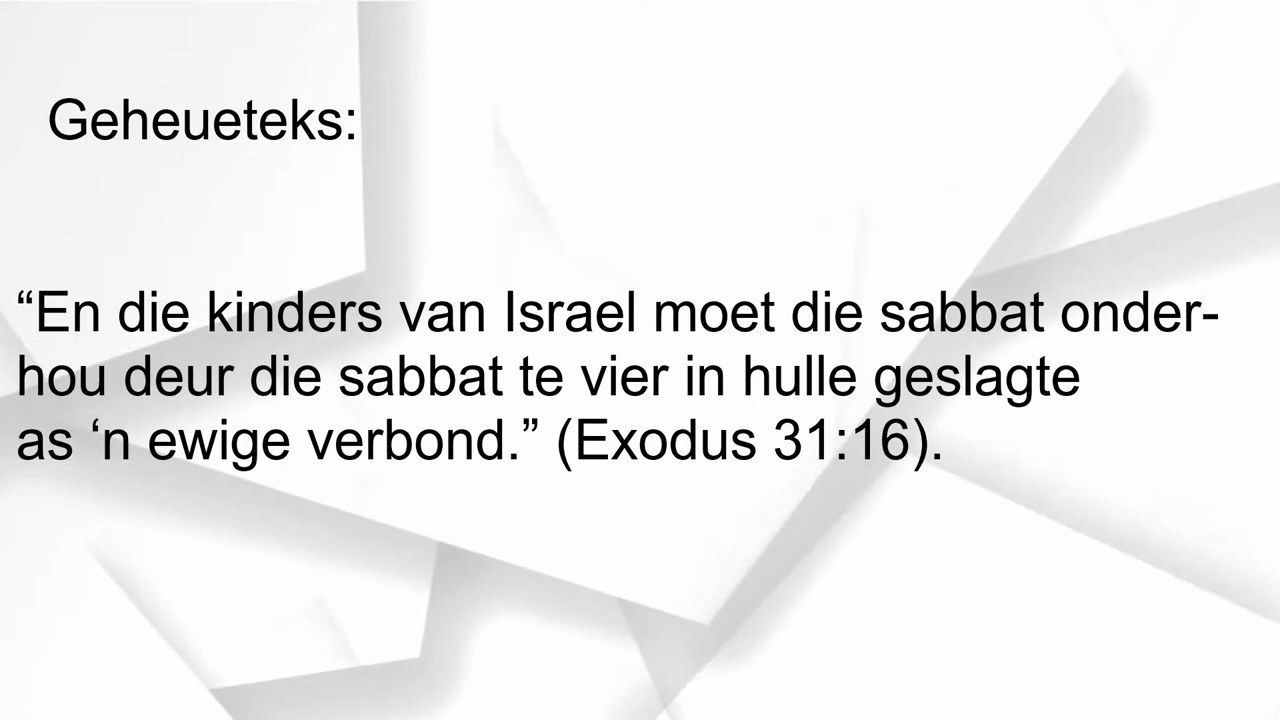 Geheueteks:
“En die kinders van Israel moet die sabbat onder-
hou deur die sabbat te vier in hulle geslagte
as ‘n ewige verbond.” (Exodus 31:16).